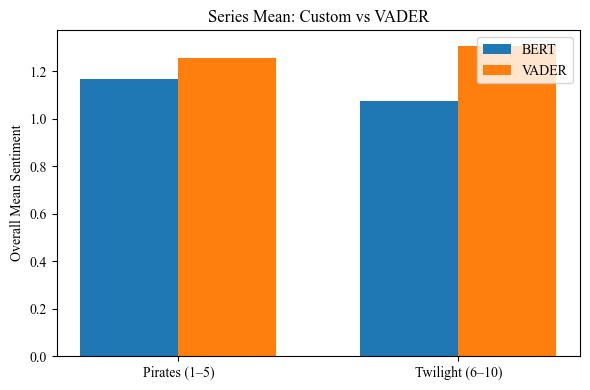 Series Mean: Custom vs VADER
BERT
VADER
Overall Mean Sentiment
1.2
1.0
0.8
0.6
0.4
0.2
0.0
Pirates (1–5)
Twilight (6–10)